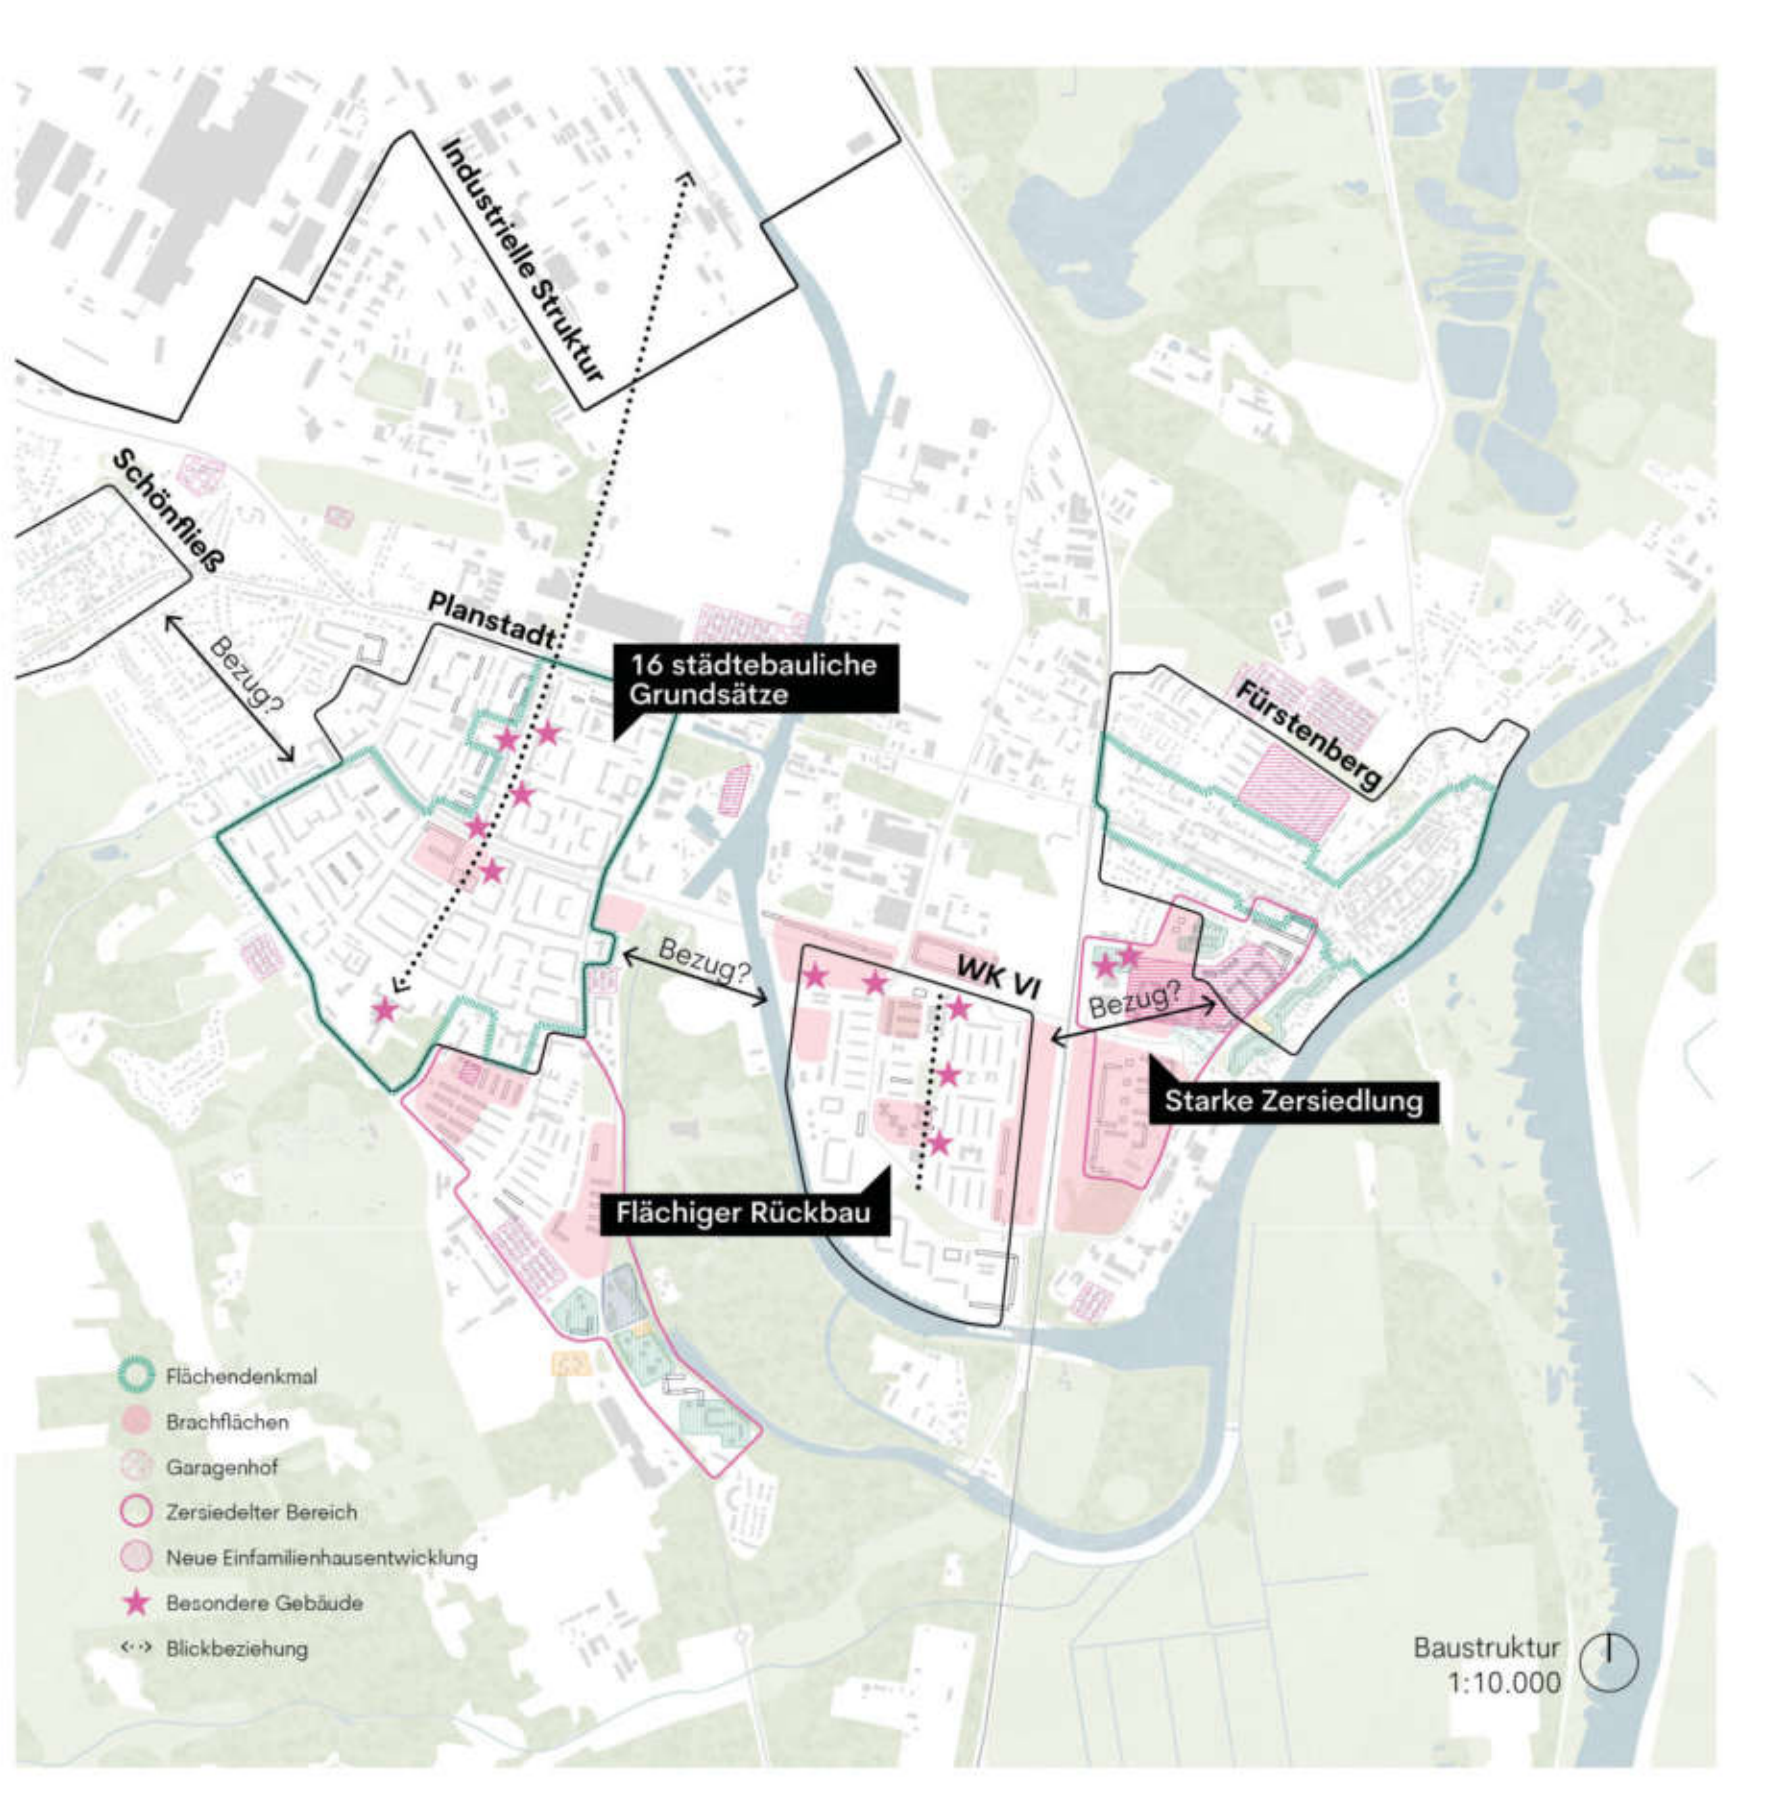 Industrielle Struktur
Schönfließ
Bezug?
Planstadt
16 städtebauliche
Grundsätze
Fürstenberg
Bezug?
WK VI
Bezug?
Starke Zersiedlung
Flächiger Rückbau
Flächendenkmal
Brachflächen
Garagenhof
Zersiedelter Bereich
Neue Einfamilienhausentwicklung
Besondere Gebäude
Blickbeziehung
Baustruktur
1:10.000